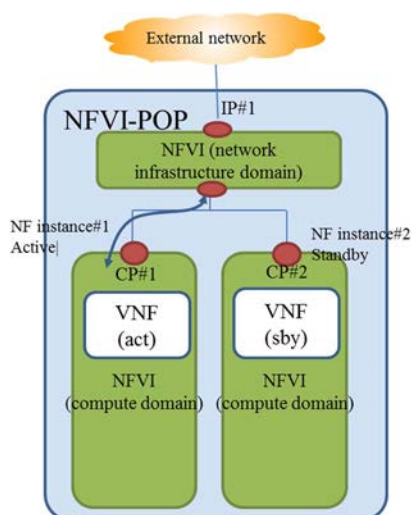 External network
IP#1
NFVI-POP
NFVI (network
infrastructure domain)
NF instance#1
Active|
NF instance#2
Standby
CP#1
CP#2
VNF
(act)
VNF
(sby)
NFVI
(compute domain)
NFVI
(compute domain)